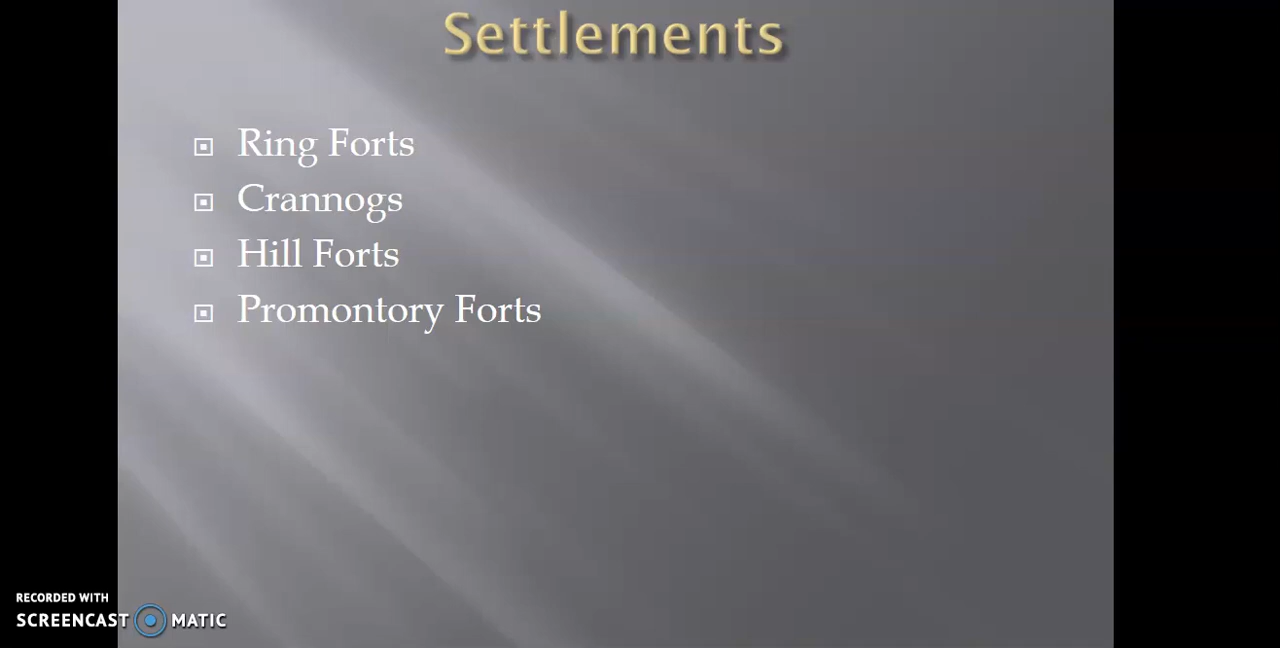 Settlements
Ring Forts
Crannogs
Hill Forts
Promontory Forts
RECORDED WITH
SCREENCAST MATIC